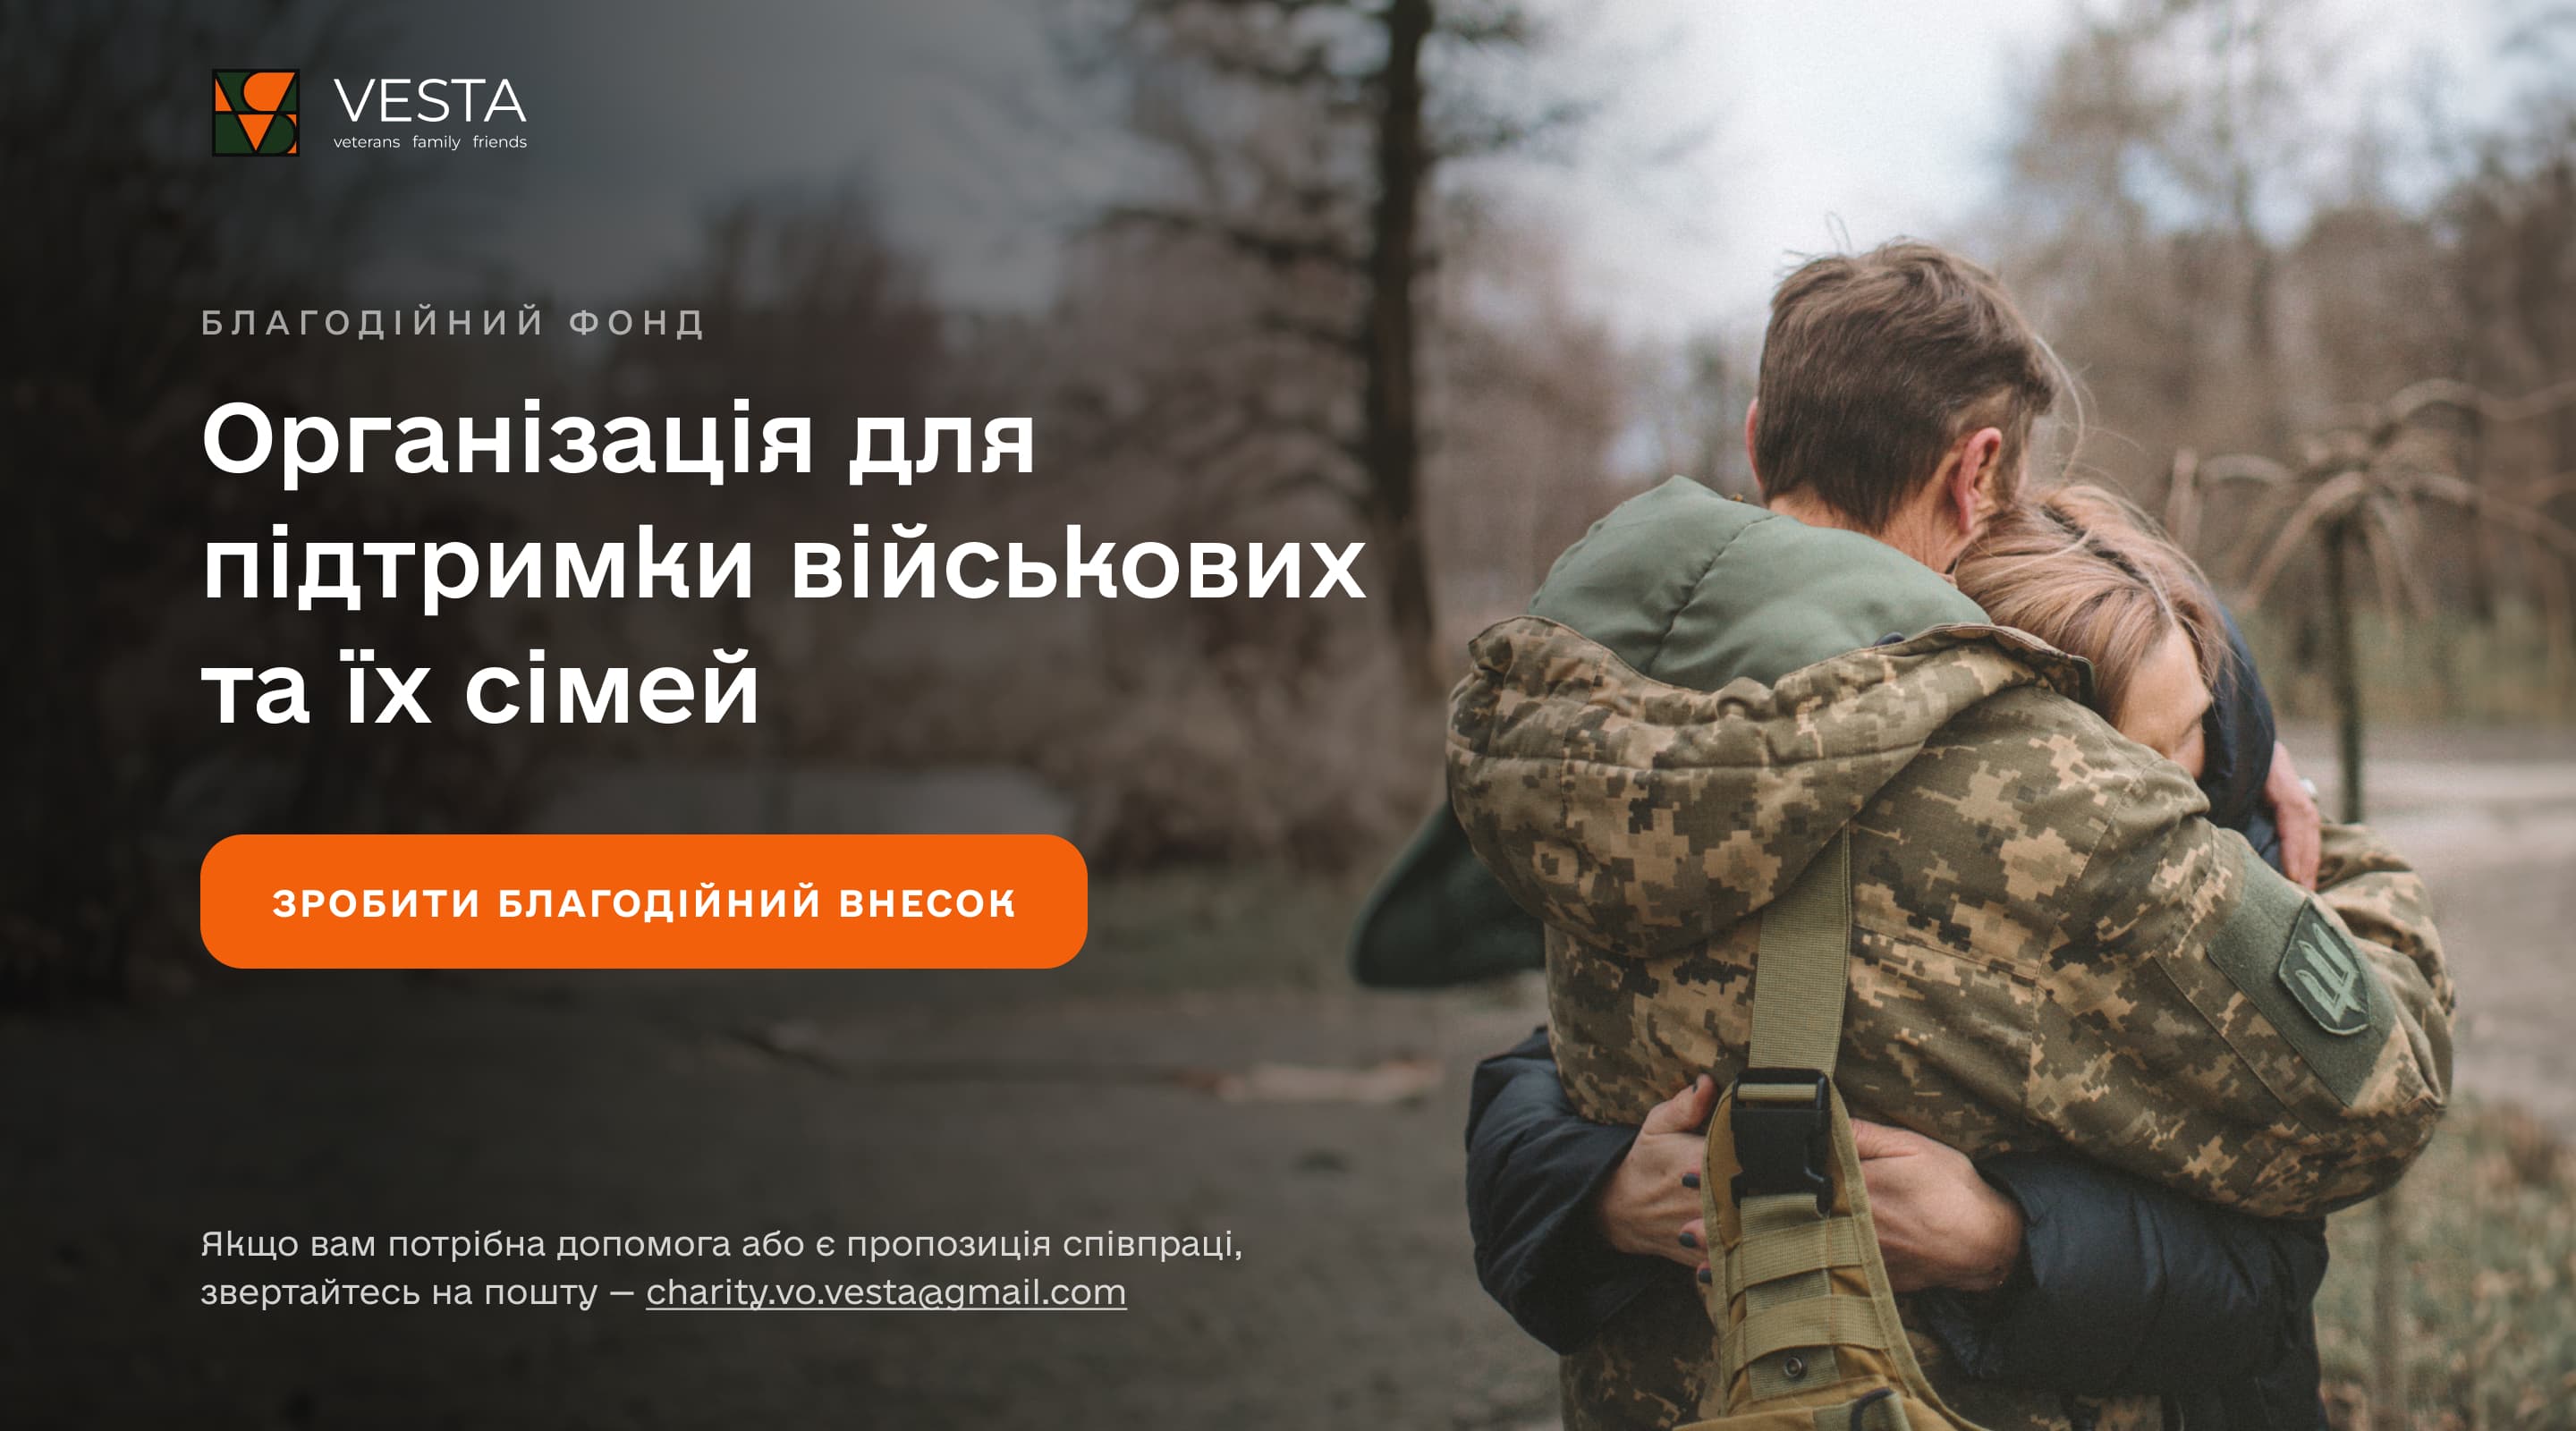 VESTA
veterans family friends
БЛАГОДІЙНИЙ ФОНД
Організація для
підтримки військових
та їх сімей
ЗРОБИТИ БЛАГОДІЙНИЙ ВНЕСОК
Якщо вам потрібна допомога або є пропозиція співпраці,
звертайтесь на пошту — charity.vo.vesta@gmail.com